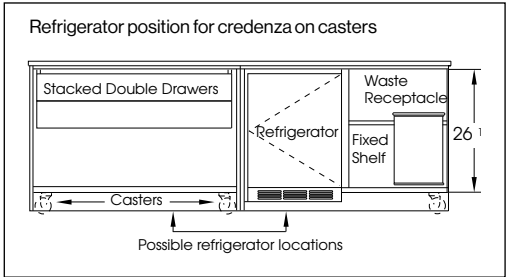 Refrigerator position for credenza on casters
Stacked Double Drawers
Waste
Receptacle
Refrigerator
Fixed
Shelf
26 1
Casters
Possible refrigerator locations